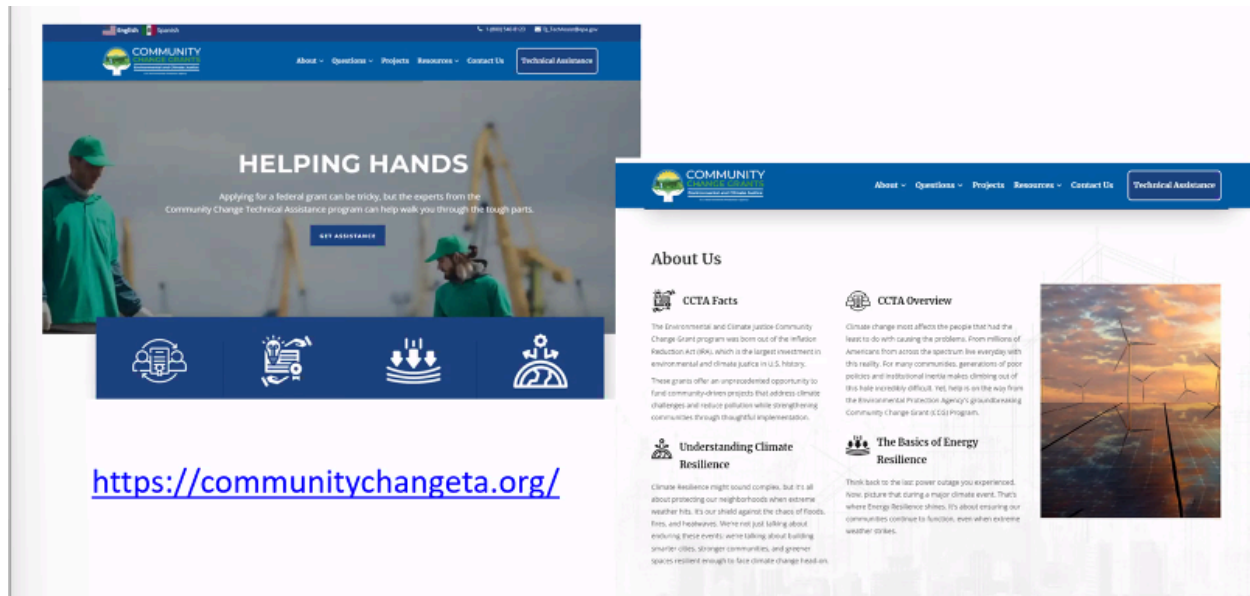 English Spanish
COMMUNITY
CHANGE GRANTS
Environmental and Climate Justice
About Questions Projects Resources Contact Us Technical Assistance
HELPING HANDS
Applying for a federal grant can be tricky, but the experts from the
Community Change Technical Assistance program can help walk you through the tough parts.
GET ASSISTANCE
https://communitychangeta.org/
COMMUNITY
CHANGE GRANTS
Environmental and Climate Justice
About Questions Projects Resources Contact Us Technical Assistance
About Us
CCTA Facts
The Environmental and Climate Justice Community
Change Grant program was born out of the Inflation
Reduction Act (IRA), which is the largest investment in
environmental and climate justice in U.S. history.
These grants offer an unprecedented opportunity to
fund community-driven projects that address climate
challenges and reduce pollution while strengthening
communities through thoughtful implementation.
CCTA Overview
Climate change most affects the people that had the
least to do with causing the problems. From millions of
Americans from across the spectrum live everyday with
this reality. For many communities, generations of poor
policies and institutional inertia makes climbing out of
this hole incredibly difficult. Yet, help is on the way from
the Environmental Protection Agency's groundbreaking
Community Change Grant (CCG) Program.
Understanding Climate
Resilience
Climate Resilience might sound complex, but it's all
about protecting our neighborhoods when extreme
weather hits. It's our shield against the chaos of floods,
fires, and heatwaves. We're not just talking about
enduring these events; we're talking about building
smarter cities, stronger communities, and greener
spaces resilient enough to face climate change head-on.
The Basics of Energy
Resilience
Think back to the last power outage you experienced.
Now, picture that during a major climate event. That's
where Energy Resilience shines. It's about ensuring our
communities continue to function, even when extreme
weather strikes.